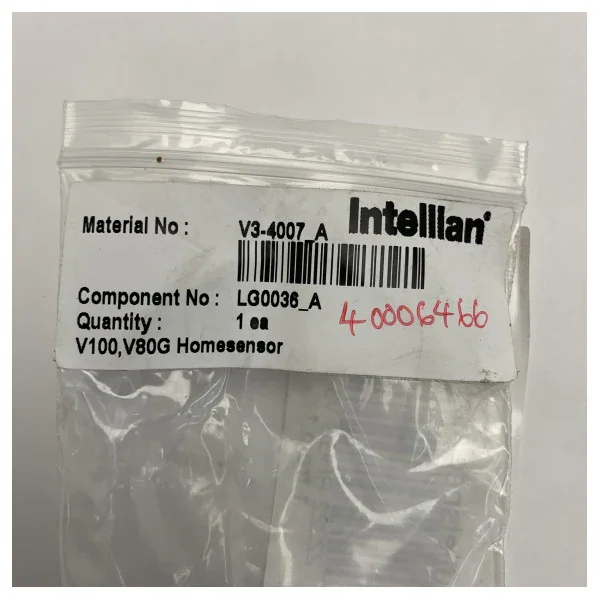 Material No : V3-4007_A Intellian
Component No : LG0036_A
Quantity : 1 ea 40006466
V100,V80G Homesensor